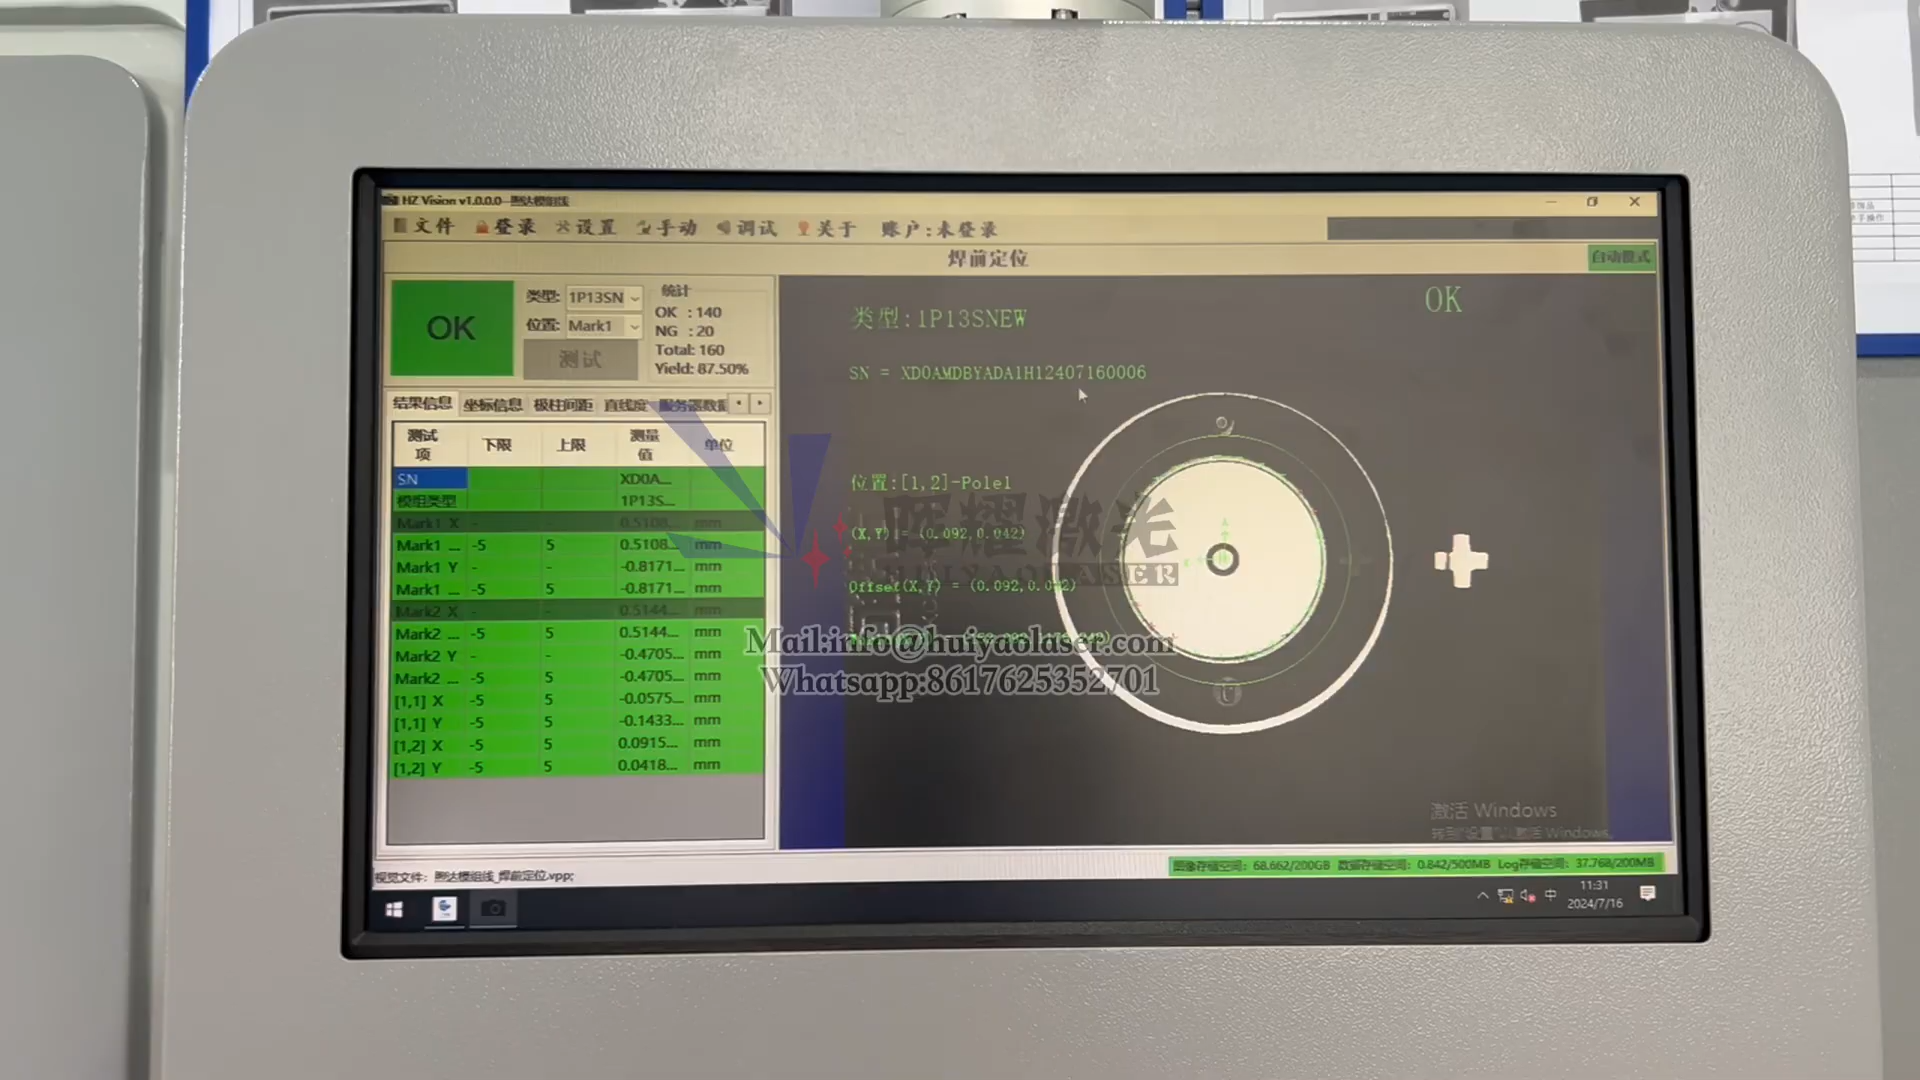 HZ Vision v1.0.0.0--煦达模组线
文件 登录 设置 手动 调试 关于 账户:未登录
焊前定位
自动模式
OK
类型: 1P13SN
位置: Mark1
测试
统计
OK : 140
NG : 20
Total: 160
Yield: 87.50%
结果信息 坐标信息 极柱间距 直线度 服务器数据
测试项 下限 上限 测量值 单位
SN XD0A...
模组类型 1P13S...
Mark1 X - - 0.5108... mm
Mark1 ... -5 5 0.5108... mm
Mark1 Y - - -0.8171... mm
Mark1 ... -5 5 -0.8171... mm
Mark2 X - - 0.5144... mm
Mark2 ... -5 5 0.5144... mm
Mark2 Y - - -0.4705... mm
Mark2 ... -5 5 -0.4705... mm
[1,1] X -5 5 -0.0575... mm
[1,1] Y -5 5 -0.1433... mm
[1,2] X -5 5 0.0915... mm
[1,2] Y -5 5 0.0418... mm
类型:1P13SNEW
OK
SN = XD0AMDBYADA1H12407160006
位置:[1,2]-Pole1
(X,Y) = (0.092,0.042)
Offset(X,Y) = (0.092,0.042)
晖耀激光
HUIYAOLASER
Mail:info@huiyaolaser.com
Whatsapp:8617625352701
激活 Windows
转到"设置"以激活 Windows。
视觉文件: 煦达模组线_焊前定位.vpp;
图像存储空间: 68.662/200GB 数据存储空间: 0.842/500MB Log存储空间: 37.768/200MB
中
11:31
2024/7/16